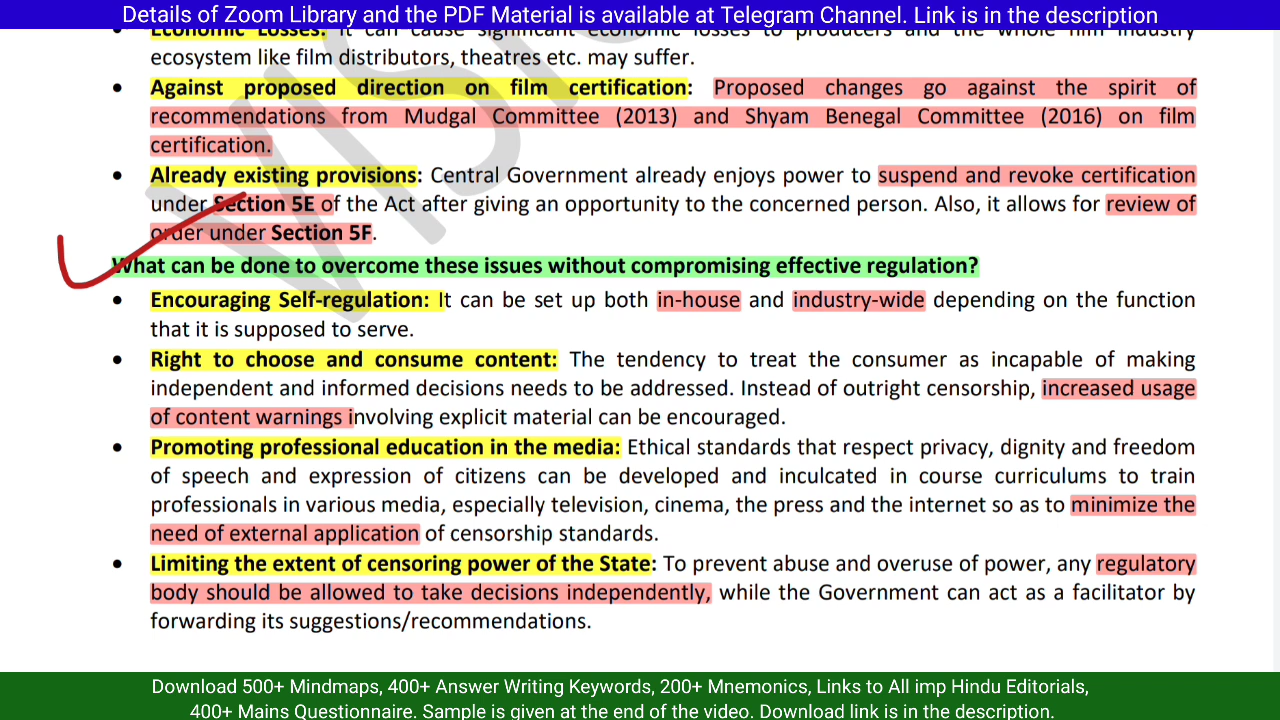 Details of Zoom Library and the PDF Material is available at Telegram Channel. Link is in the description
• Economic Losses: It can cause significant economic losses to producers and the whole film industry
ecosystem like film distributors, theatres etc. may suffer.
• Against proposed direction on film certification: Proposed changes go against the spirit of
recommendations from Mudgal Committee (2013) and Shyam Benegal Committee (2016) on film
certification.
• Already existing provisions: Central Government already enjoys power to suspend and revoke certification
under Section 5E of the Act after giving an opportunity to the concerned person. Also, it allows for review of
order under Section 5F.
What can be done to overcome these issues without compromising effective regulation?
• Encouraging Self-regulation: It can be set up both in-house and industry-wide depending on the function
that it is supposed to serve.
• Right to choose and consume content: The tendency to treat the consumer as incapable of making
independent and informed decisions needs to be addressed. Instead of outright censorship, increased usage
of content warnings involving explicit material can be encouraged.
• Promoting professional education in the media: Ethical standards that respect privacy, dignity and freedom
of speech and expression of citizens can be developed and inculcated in course curriculums to train
professionals in various media, especially television, cinema, the press and the internet so as to minimize the
need of external application of censorship standards.
• Limiting the extent of censoring power of the State: To prevent abuse and overuse of power, any regulatory
body should be allowed to take decisions independently, while the Government can act as a facilitator by
forwarding its suggestions/recommendations.
Download 500+ Mindmaps, 400+ Answer Writing Keywords, 200+ Mnemonics, Links to All imp Hindu Editorials,
400+ Mains Questionnaire. Sample is given at the end of the video. Download link is in the description.